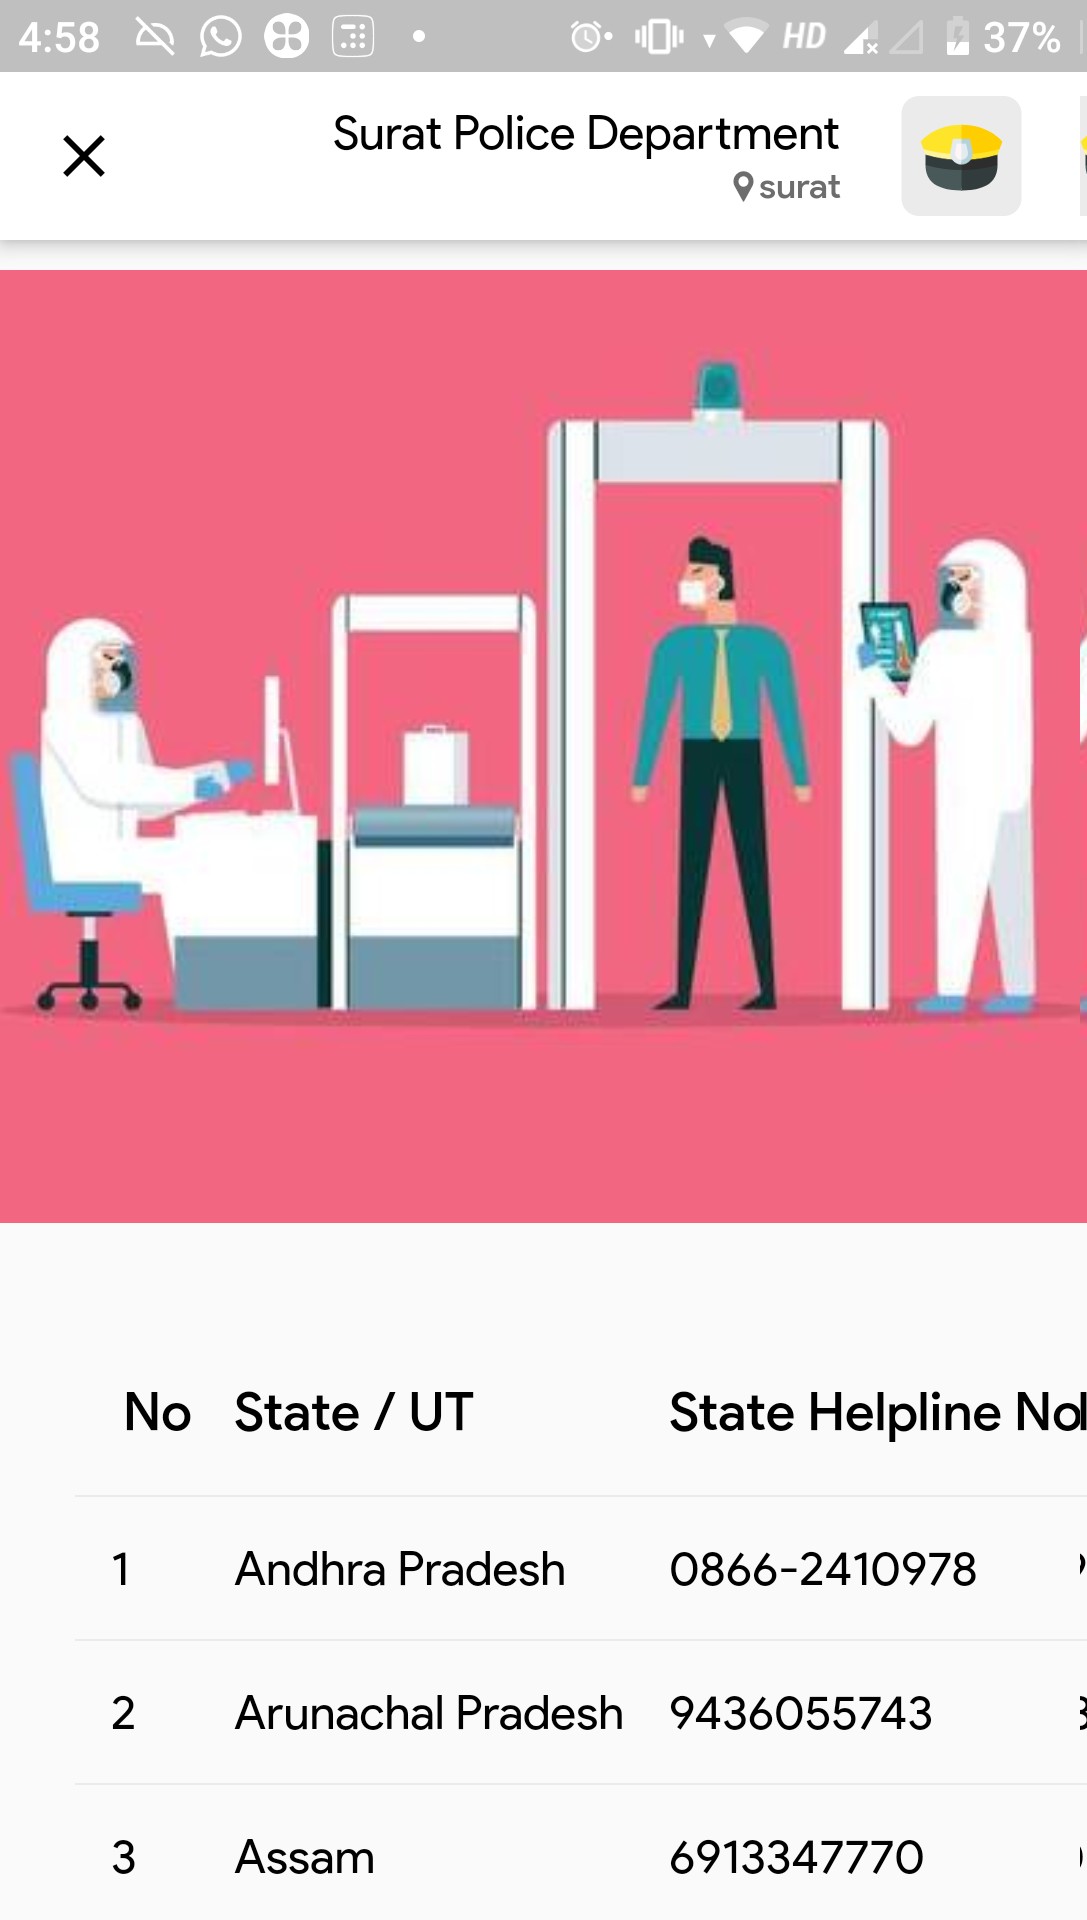 4:58 HD 37%
Surat Police Department
surat
No State / UT State Helpline No
1 Andhra Pradesh 0866-2410978
2 Arunachal Pradesh 9436055743
3 Assam 6913347770